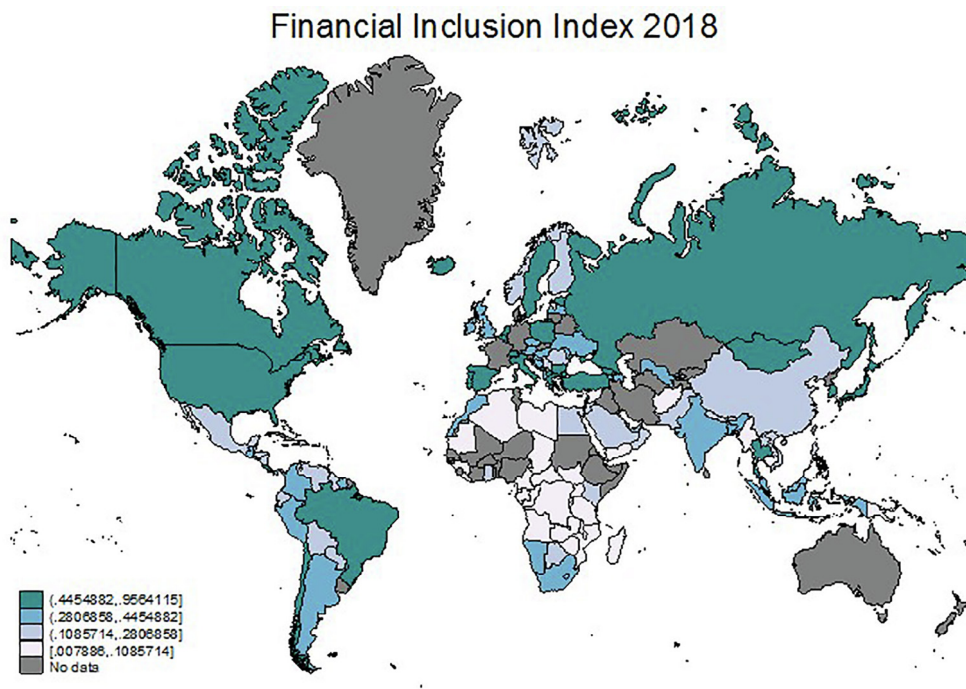 Financial Inclusion Index 2018
(.4454882,.9564115]
(.2806858,.4454882]
(.1085714,.2806858]
[.007886,.1085714]
No data